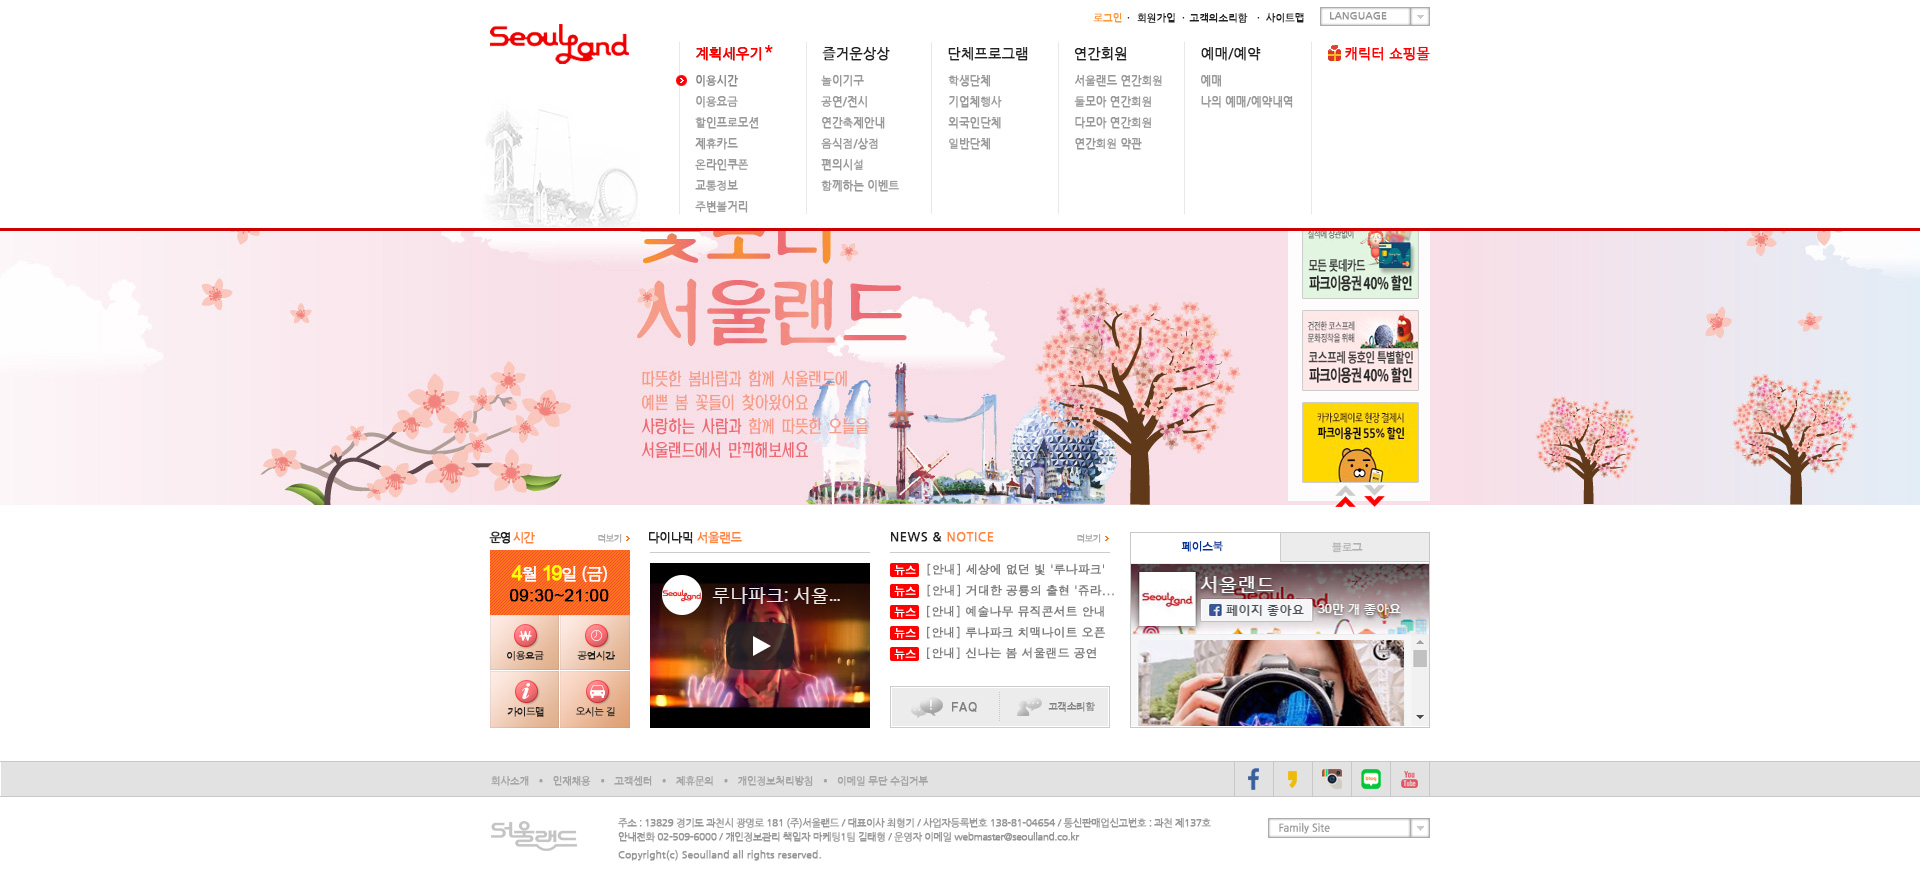 로그인 · 회원가입 · 고객의소리함 · 사이트맵
LANGUAGE
SeoulLand
계획세우기*
이용시간
이용요금
할인프로모션
제휴카드
온라인쿠폰
교통정보
주변볼거리
즐거운상상
놀이기구
공연/전시
연간축제안내
음식점/상점
편의시설
함께하는 이벤트
단체프로그램
학생단체
기업체행사
외국인단체
일반단체
연간회원
서울랜드 연간회원
둘모아 연간회원
다모아 연간회원
연간회원 약관
예매/예약
예매
나의 예매/예약내역
캐릭터 쇼핑몰
서울랜드
따뜻한 봄바람과 함께 서울랜드에
예쁜 봄 꽃들이 찾아왔어요
사랑하는 사람과 함께 따뜻한 오늘을
서울랜드에서 만끽해보세요
실적에 상관없이
모든 롯데카드
파크이용권 40% 할인
건전한 코스프레
문화정착을 위해
코스프레 동호인 특별할인
파크이용권 40% 할인
카카오페이로 현장 결제시
파크이용권 55% 할인
운영 시간
더보기
4월 19일 (금)
09:30~21:00
이용요금
공연시간
가이드맵
오시는 길
다이나믹 서울랜드
SeoulLand
루나파크: 서울...
NEWS & NOTICE
더보기
뉴스 [안내] 세상에 없던 빛 '루나파크'
뉴스 [안내] 거대한 공룡의 출현 '쥬라...
뉴스 [안내] 예술나무 뮤직콘서트 안내
뉴스 [안내] 루나파크 치맥나이트 오픈
뉴스 [안내] 신나는 봄 서울랜드 공연
FAQ
고객소리함
페이스북
블로그
SeoulLand
서울랜드
페이지 좋아요
30만 개 좋아요
회사소개 • 인재채용 • 고객센터 • 제휴문의 • 개인정보처리방침 • 이메일 무단 수집거부
blog
You
Tube
서울랜드
주소 : 13829 경기도 과천시 광명로 181 (주)서울랜드 / 대표이사 최형기 / 사업자등록번호 138-81-04654 / 통신판매업신고번호 : 과천 제137호
안내전화 02-509-6000 / 개인정보관리 책임자 마케팅1팀 길태형 / 운영자 이메일 webmaster@seoulland.co.kr
Copyright(c) Seoulland all rights reserved.
Family Site